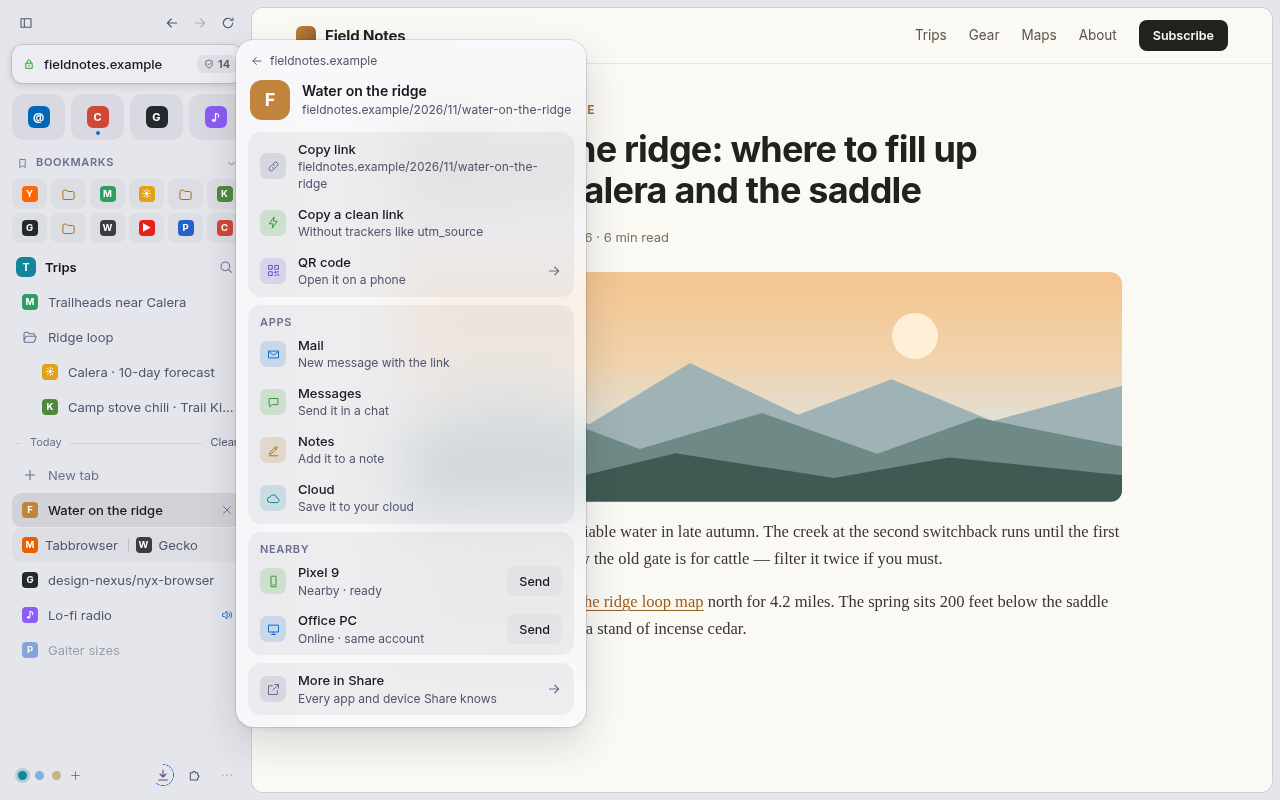 fieldnotes.example
14
@
C
G
BOOKMARKS
Y
M
K
G
W
P
C
T Trips
M Trailheads near Calera
Ridge loop
Calera · 10-day forecast
K Camp stove chili · Trail Ki...
Today
Clear
New tab
F Water on the ridge
M Tabbrowser
W Gecko
G design-nexus/nyx-browser
Lo-fi radio
P Gaiter sizes
fieldnotes.example
F
Water on the ridge
fieldnotes.example/2026/11/water-on-the-ridge
Copy link
fieldnotes.example/2026/11/water-on-the-
ridge
Copy a clean link
Without trackers like utm_source
QR code
Open it on a phone
APPS
Mail
New message with the link
Messages
Send it in a chat
Notes
Add it to a note
Cloud
Save it to your cloud
NEARBY
Pixel 9
Nearby · ready
Send
Office PC
Online · same account
Send
More in Share
Every app and device Share knows
Field Notes
Trips
Gear
Maps
About
Subscribe
E
ridge: where to fill up
and the saddle
6 · 6 min read
water in late autumn. The creek at the second switchback runs until the first
the old gate is for cattle — filter it twice if you must.
the ridge loop map north for 4.2 miles. The spring sits 200 feet below the saddle
a stand of incense cedar.